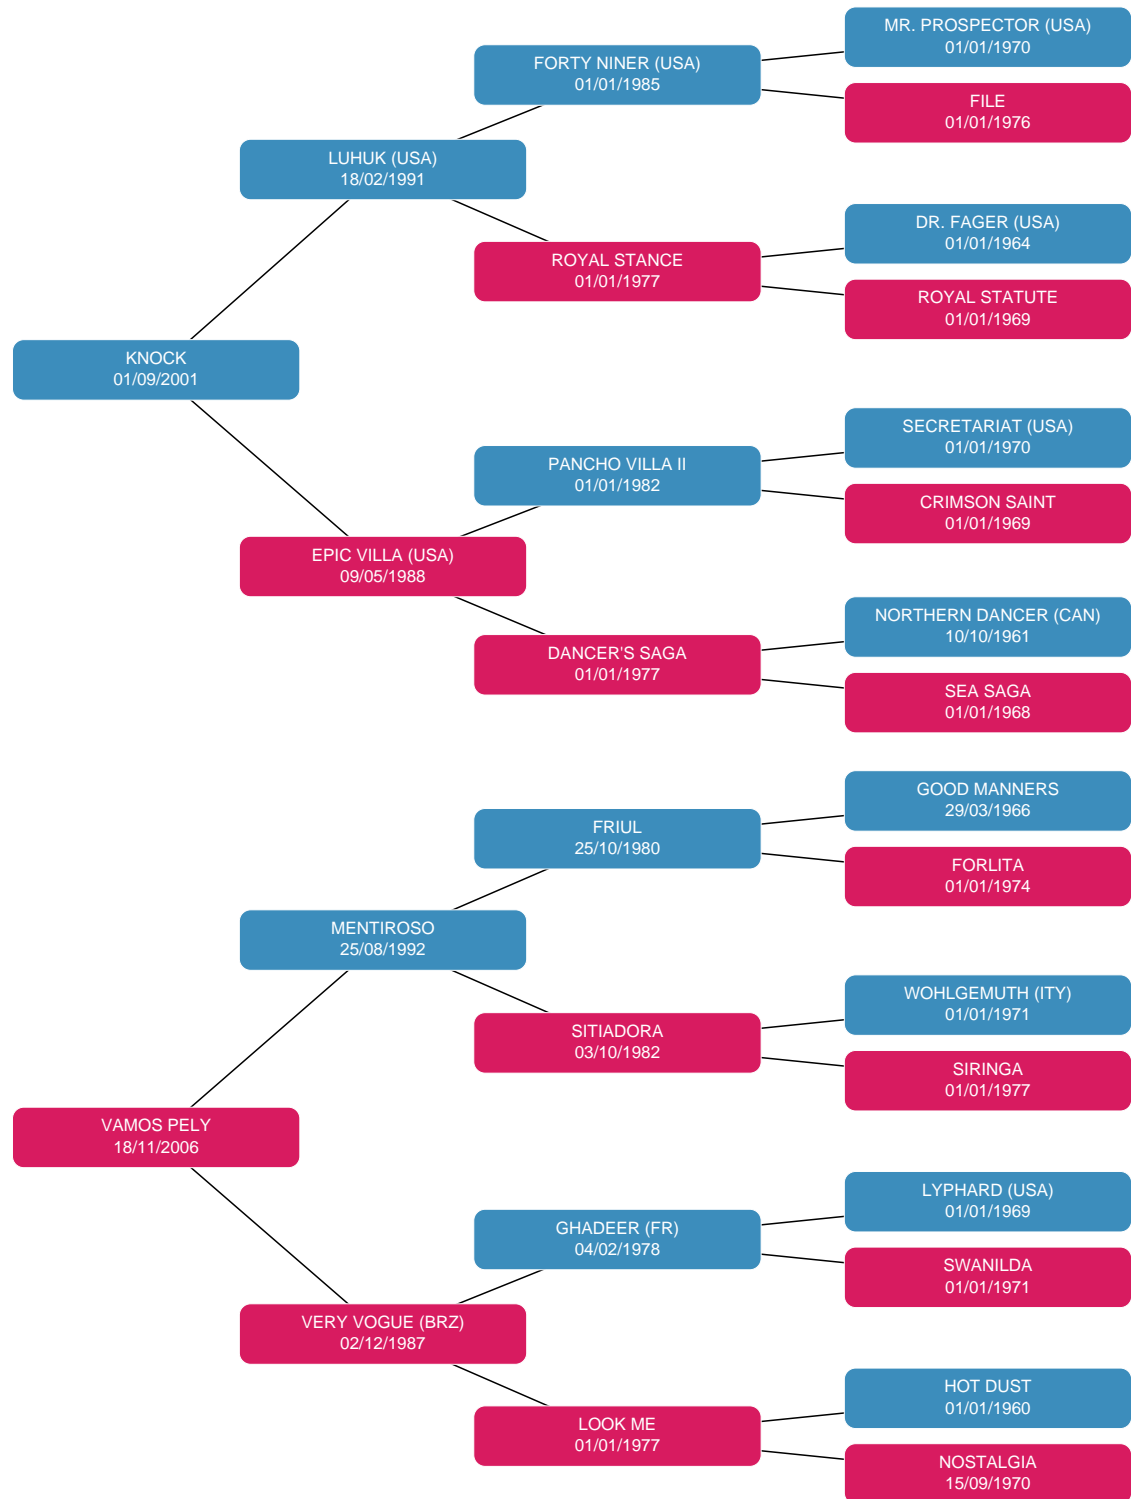 MR. PROSPECTOR (USA)
01/01/1970
FORTY NINER (USA)
01/01/1985
FILE
01/01/1976
LUHUK (USA)
18/02/1991
DR. FAGER (USA)
01/01/1964
ROYAL STANCE
01/01/1977
ROYAL STATUTE
01/01/1969
KNOCK
01/09/2001
SECRETARIAT (USA)
01/01/1970
PANCHO VILLA II
01/01/1982
CRIMSON SAINT
01/01/1969
EPIC VILLA (USA)
09/05/1988
NORTHERN DANCER (CAN)
10/10/1961
DANCER'S SAGA
01/01/1977
SEA SAGA
01/01/1968
GOOD MANNERS
29/03/1966
FRIUL
25/10/1980
FORLITA
01/01/1974
MENTIROSO
25/08/1992
WOHLGEMUTH (ITY)
01/01/1971
SITIADORA
03/10/1982
SIRINGA
01/01/1977
VAMOS PELY
18/11/2006
LYPHARD (USA)
01/01/1969
GHADEER (FR)
04/02/1978
SWANILDA
01/01/1971
VERY VOGUE (BRZ)
02/12/1987
HOT DUST
01/01/1960
LOOK ME
01/01/1977
NOSTALGIA
15/09/1970